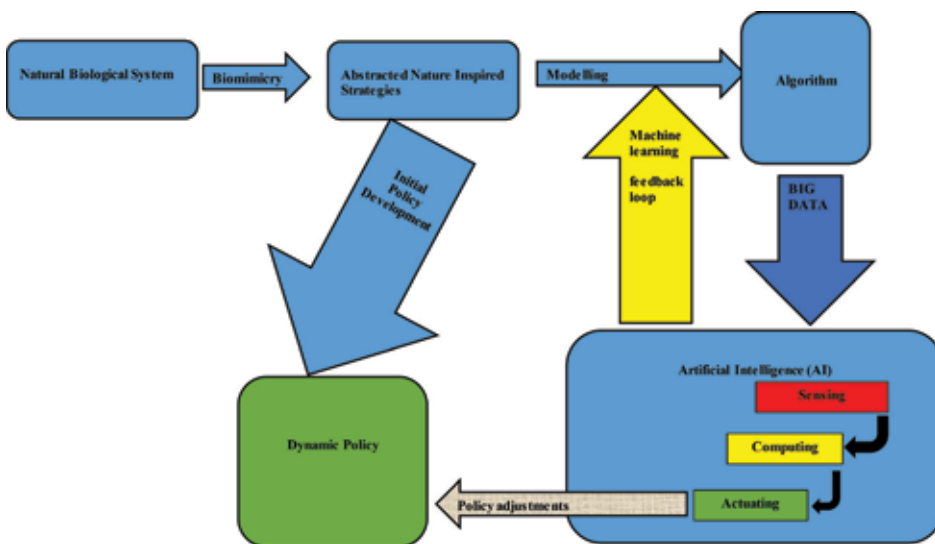 Natural Biological System
Biomimicry
Abstracted Nature Inspired
Strategies
Modelling
Algorithm
Initial
Policy
Development
Machine
learning
feedback
loop
BIG
DATA
Artificial Intelligence (AI)
Sensing
Computing
Actuating
Policy adjustments
Dynamic Policy